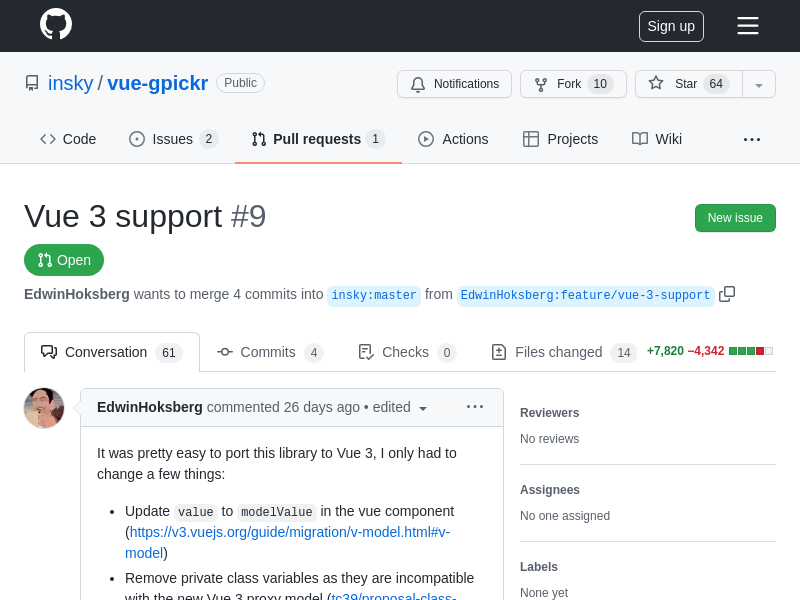 Sign up
insky / vue-gpickr Public
Notifications
Fork 10
Star 64
Code
Issues 2
Pull requests 1
Actions
Projects
Wiki
Vue 3 support #9
New issue
Open
EdwinHoksberg wants to merge 4 commits into insky:master from EdwinHoksberg:feature/vue-3-support
Conversation 61
Commits 4
Checks 0
Files changed 14
+7,820 −4,342
EdwinHoksberg commented 26 days ago • edited
It was pretty easy to port this library to Vue 3, I only had to
change a few things:
• Update value to modelValue in the vue component
(https://v3.vuejs.org/guide/migration/v-model.html#v-
model)
• Remove private class variables as they are incompatible
with the new Vue 3 proxy model (tc39/proposal-class-
Reviewers
No reviews
Assignees
No one assigned
Labels
None yet